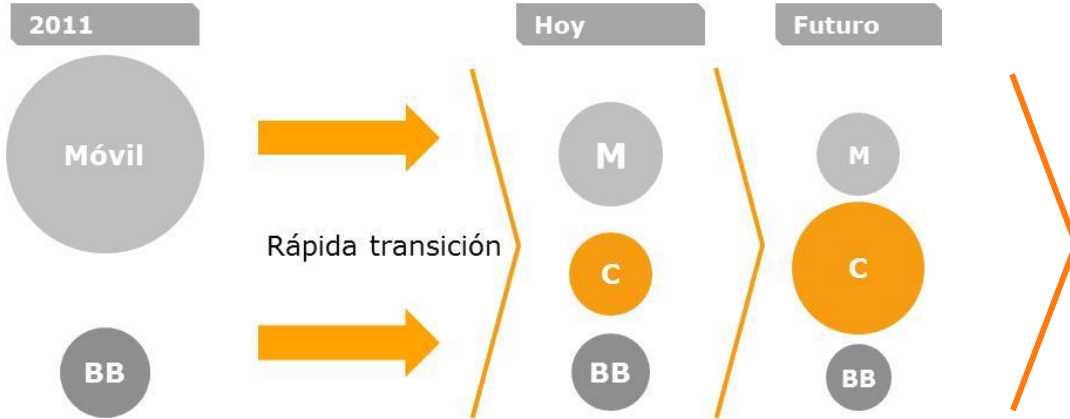 2011
Hoy
Futuro
Móvil
M
M
Rápida transición
C
C
BB
BB
BB